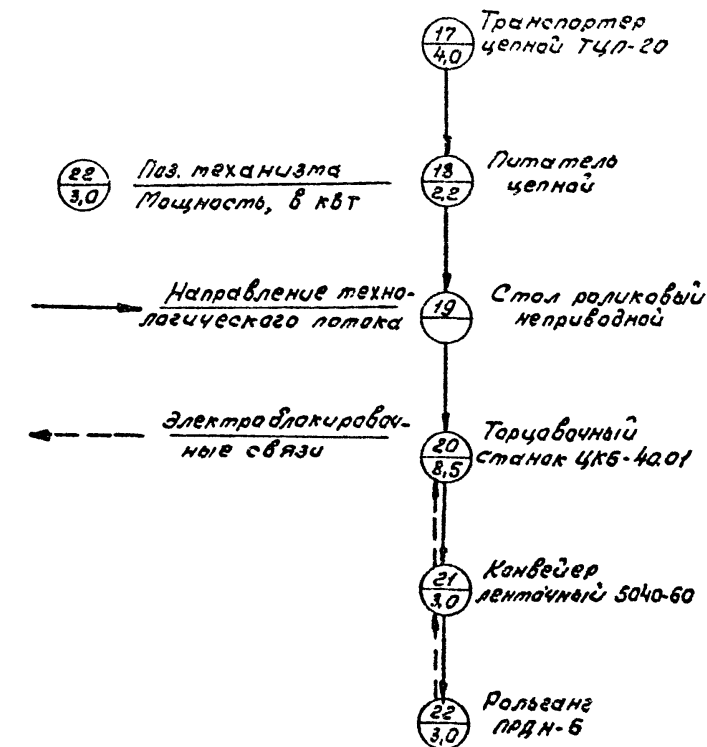 17
4,0
Транспортер
цепной ТЦП-20
22
3,0
Поз. механизма
Мощность, в квт
18
2,2
Питатель
цепной
Направление техно-
логического потока
19
Стол роликовый
неприводной
Электроблокировоч-
ные связи
20
8,5
Торцовочный
станок ЦКБ-40.01
21
3,0
Конвейер
ленточный 5040-60
22
3,0
Рольганг
ПРДН-6